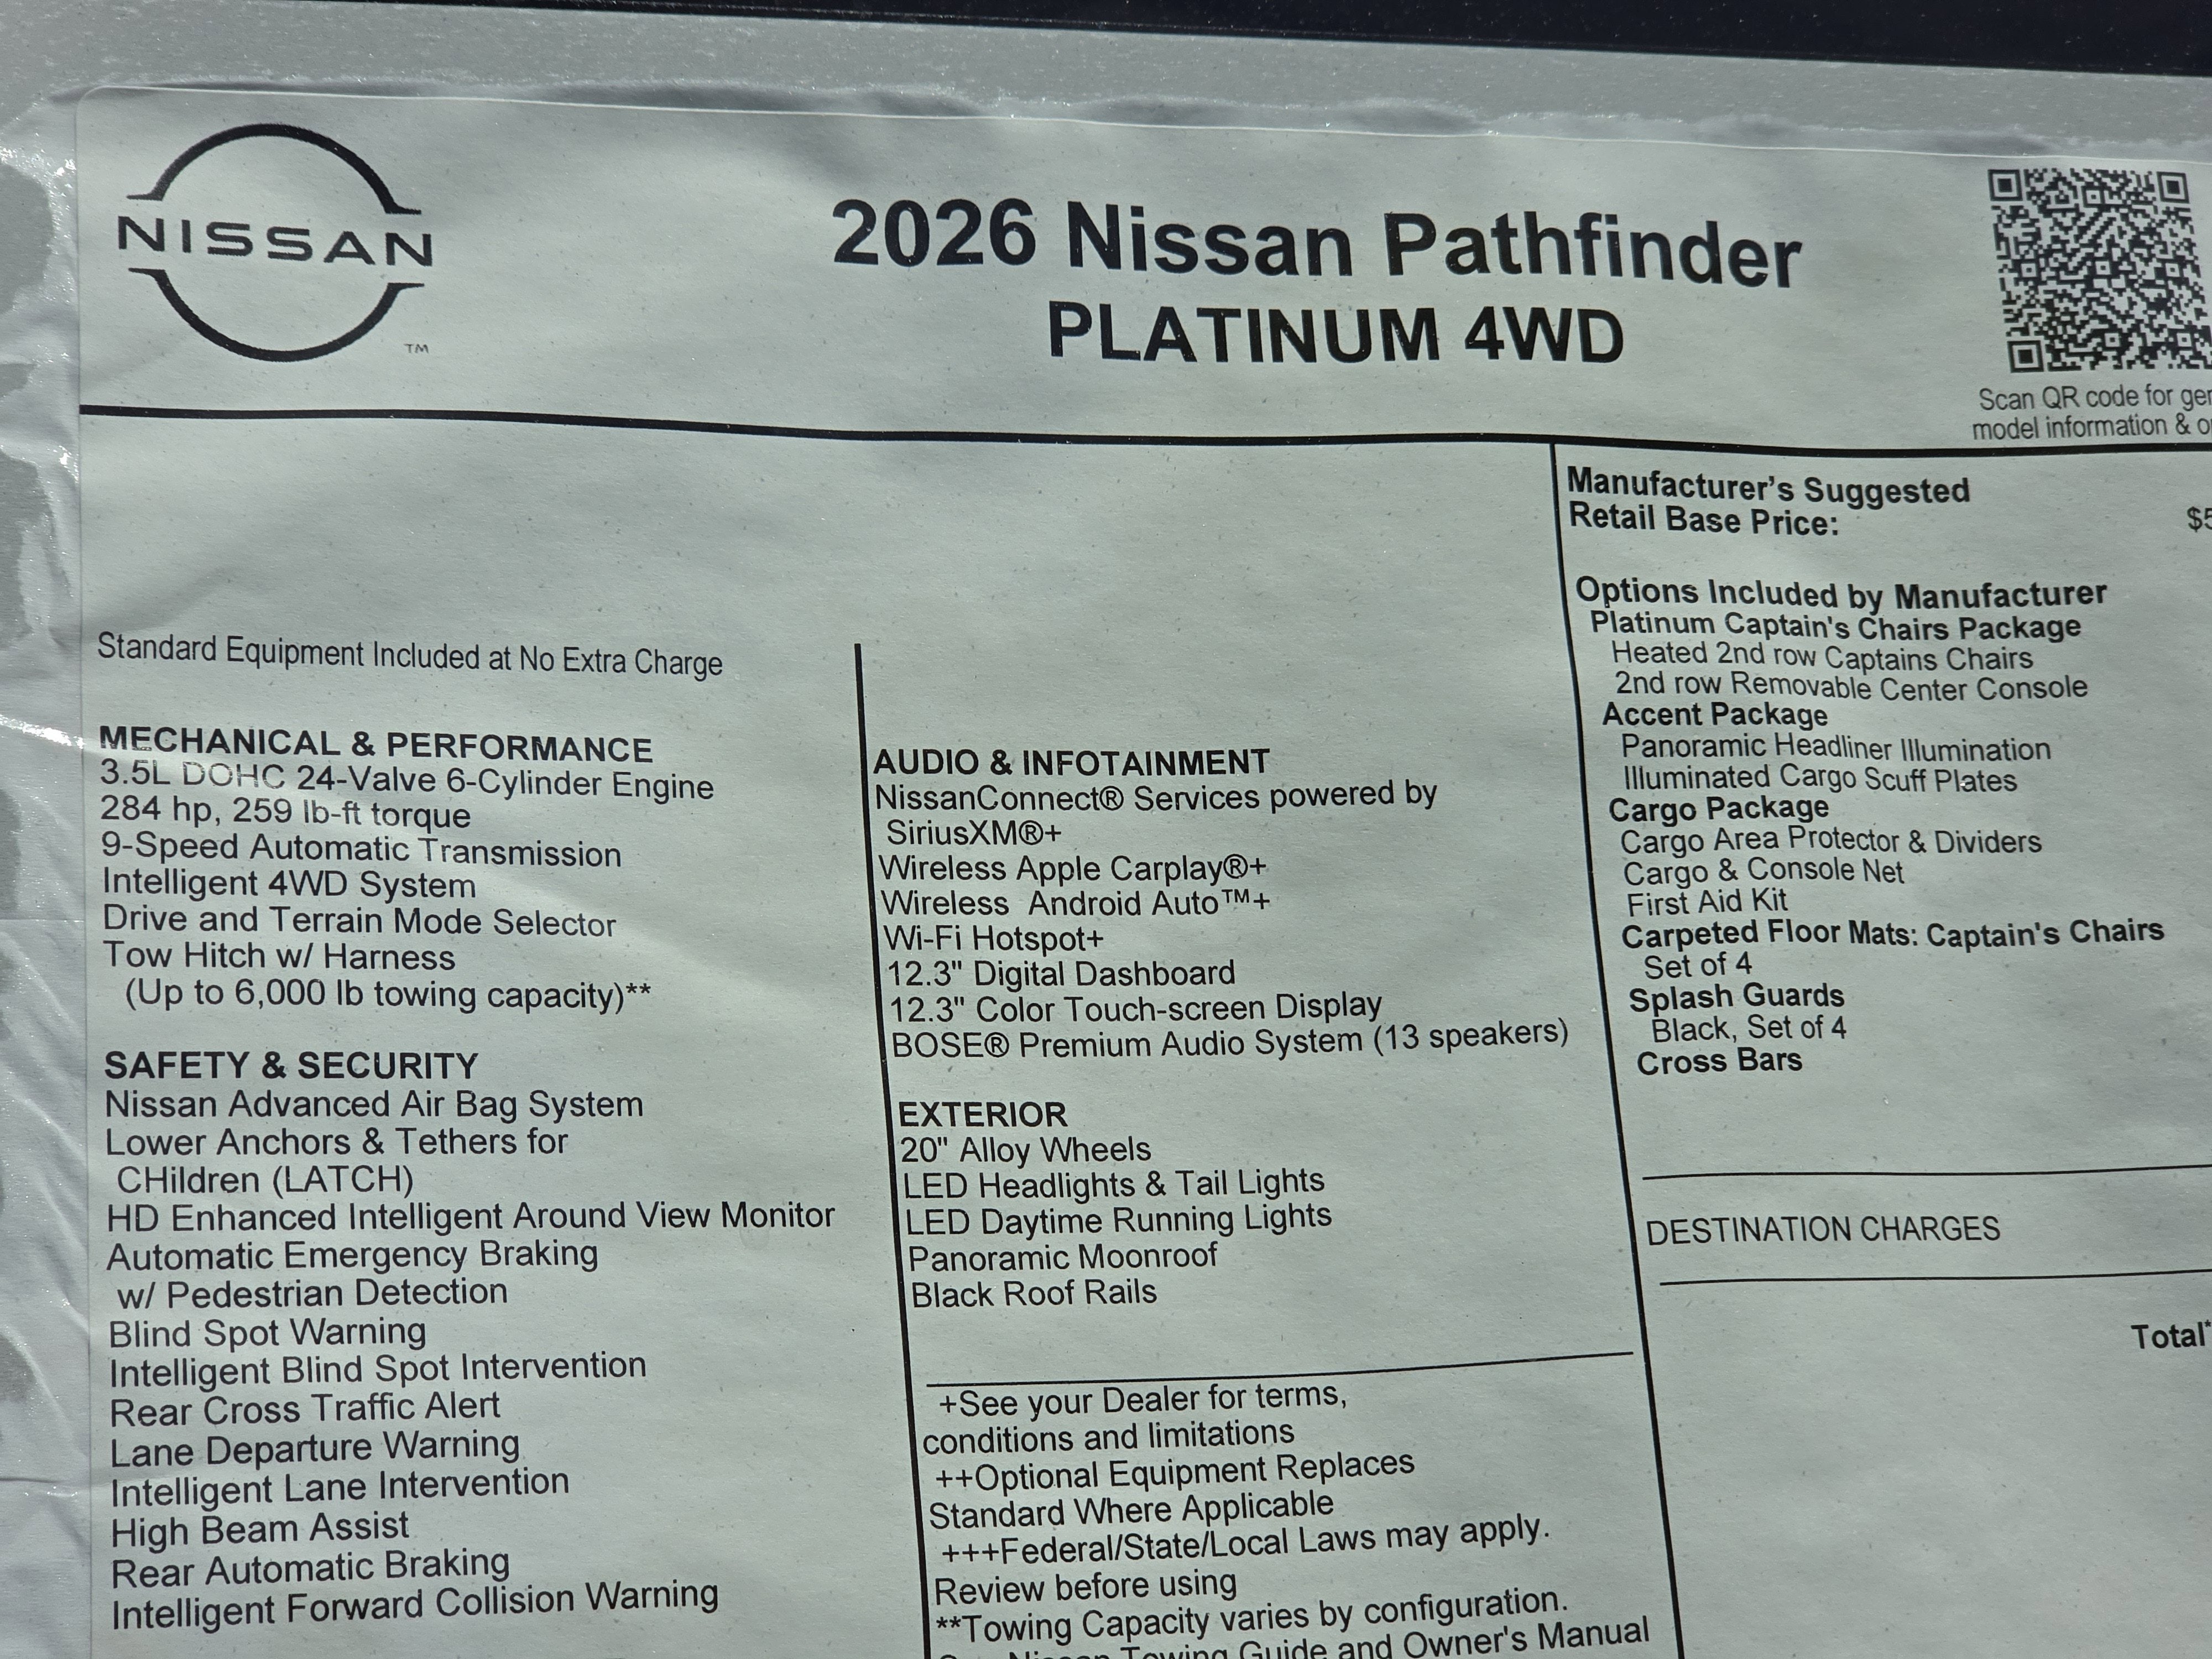 NISSAN
TM
2026 Nissan Pathfinder
PLATINUM 4WD
Scan QR code for
model information &
Standard Equipment Included at No Extra Charge
MECHANICAL & PERFORMANCE
3.5L DOHC 24-Valve 6-Cylinder Engine
284 hp, 259 lb-ft torque
9-Speed Automatic Transmission
Intelligent 4WD System
Drive and Terrain Mode Selector
Tow Hitch w/ Harness
(Up to 6,000 lb towing capacity)**
SAFETY & SECURITY
Nissan Advanced Air Bag System
Lower Anchors & Tethers for
CHildren (LATCH)
HD Enhanced Intelligent Around View Monitor
Automatic Emergency Braking
w/ Pedestrian Detection
Blind Spot Warning
Intelligent Blind Spot Intervention
Rear Cross Traffic Alert
Lane Departure Warning
Intelligent Lane Intervention
High Beam Assist
Rear Automatic Braking
Intelligent Forward Collision Warning
AUDIO & INFOTAINMENT
NissanConnect® Services powered by
SiriusXM®+
Wireless Apple Carplay®+
Wireless Android Auto™+
Wi-Fi Hotspot+
12.3" Digital Dashboard
12.3" Color Touch-screen Display
BOSE® Premium Audio System (13 speakers)
EXTERIOR
20" Alloy Wheels
LED Headlights & Tail Lights
LED Daytime Running Lights
Panoramic Moonroof
Black Roof Rails
+See your Dealer for terms,
conditions and limitations
++Optional Equipment Replaces
Standard Where Applicable
+++Federal/State/Local Laws may apply.
Review before using
**Towing Capacity varies by configuration.
Nissan Towing Guide and Owner's Manual
Manufacturer's Suggested
Retail Base Price:
Options Included by Manufacturer
Platinum Captain's Chairs Package
Heated 2nd row Captains Chairs
2nd row Removable Center Console
Accent Package
Panoramic Headliner Illumination
Illuminated Cargo Scuff Plates
Cargo Package
Cargo Area Protector & Dividers
Cargo & Console Net
First Aid Kit
Carpeted Floor Mats: Captain's Chairs
Set of 4
Splash Guards
Black, Set of 4
Cross Bars
DESTINATION CHARGES
Total*